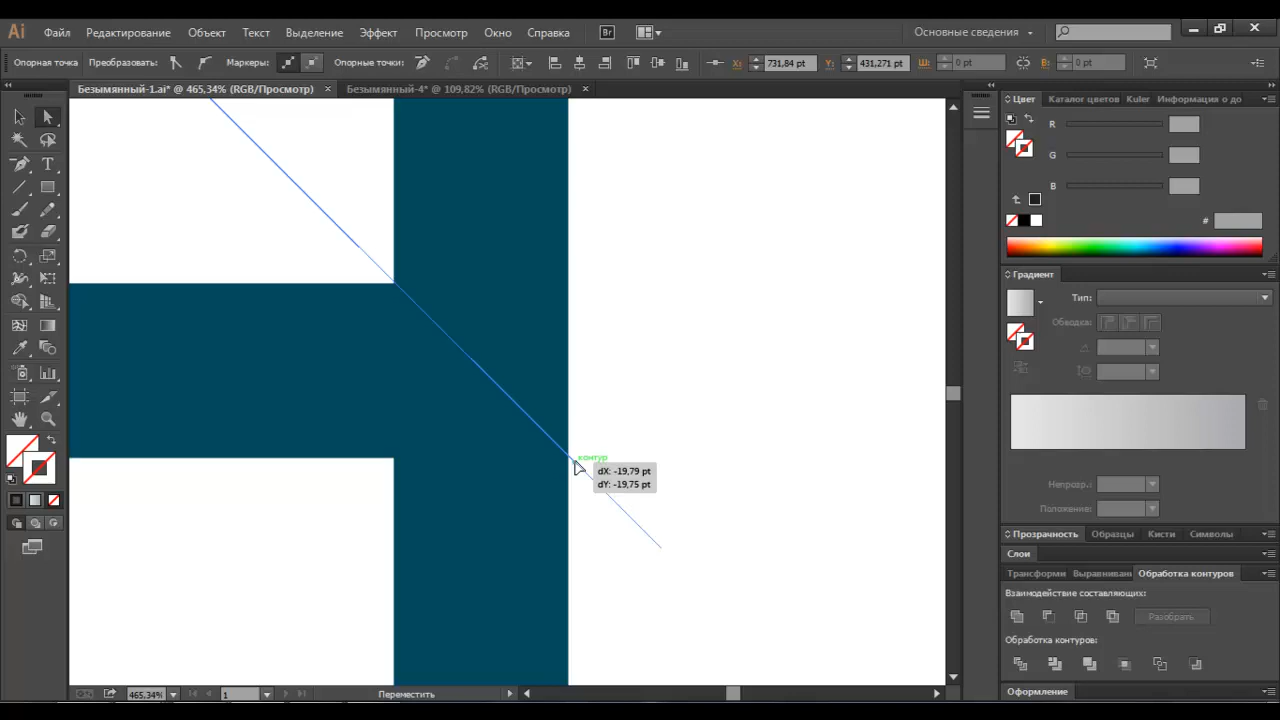 Ai Файл Редактирование Объект Текст Выделение Эффект Просмотр Окно Справка Br Основные сведения
Опорная точка Преобразовать: Маркеры: Опорные точки: X: 731,84 pt Y: 431,271 pt Ш: 0 pt В: 0 pt
Безымянный-1.ai* @ 465,34% (RGB/Просмотр) × Безымянный-4* @ 109,82% (RGB/Просмотр) ×
Цвет Каталог цветов Kuler Информация о до
R
G
B
#
Градиент
Тип:
Обводка:
контур
dX: -19,79 pt
dY: -19,75 pt
Непрозр.:
Положение:
Прозрачность Образцы Кисти Символы
Слои
Трансформи Выравниван Обработка контуров
Взаимодействие составляющих:
Разобрать
Обработка контуров:
Оформление
465,34% 1 Переместить